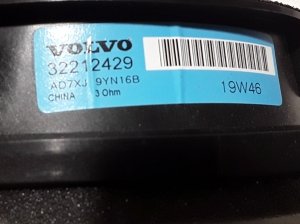 VOLVO
32212429
AD7XJ 9YN16B
CHINA 3 Ohm
19W46